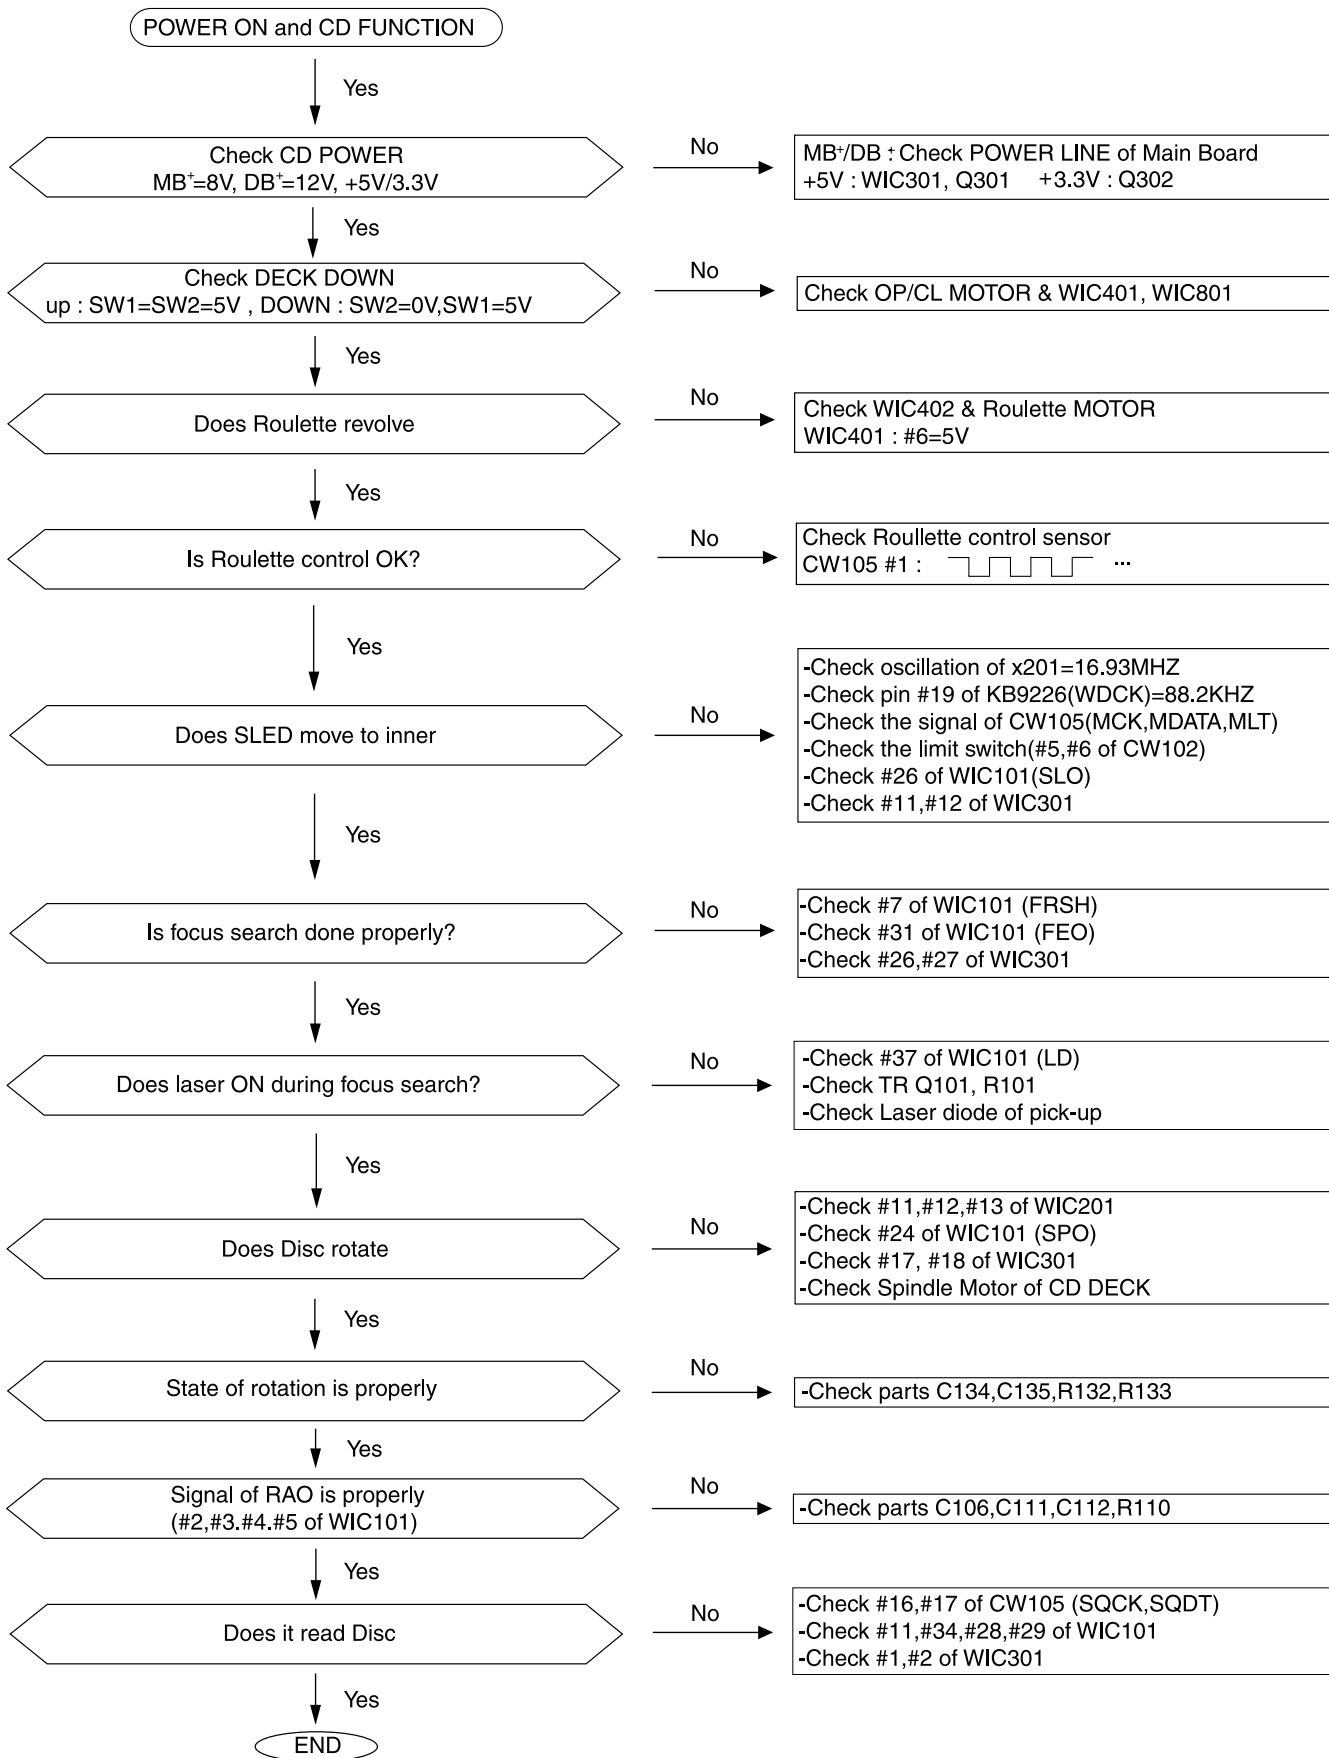 POWER ON and CD FUNCTION
Yes
Check CD POWER
MB+=8V, DB+=12V, +5V/3.3V
No
MB+/DB + : Check POWER LINE of Main Board
+5V : WIC301, Q301 +3.3V : Q302
Yes
Check DECK DOWN
up : SW1=SW2=5V , DOWN : SW2=0V,SW1=5V
No
Check OP/CL MOTOR & WIC401, WIC801
Yes
Does Roulette revolve
No
Check WIC402 & Roulette MOTOR
WIC401 : #6=5V
Yes
Is Roulette control OK?
No
Check Roullette control sensor
CW105 #1 : ...
Yes
Does SLED move to inner
No
-Check oscillation of x201=16.93MHZ
-Check pin #19 of KB9226(WDCK)=88.2KHZ
-Check the signal of CW105(MCK,MDATA,MLT)
-Check the limit switch(#5,#6 of CW102)
-Check #26 of WIC101(SLO)
-Check #11,#12 of WIC301
Yes
Is focus search done properly?
No
-Check #7 of WIC101 (FRSH)
-Check #31 of WIC101 (FEO)
-Check #26,#27 of WIC301
Yes
Does laser ON during focus search?
No
-Check #37 of WIC101 (LD)
-Check TR Q101, R101
-Check Laser diode of pick-up
Yes
Does Disc rotate
No
-Check #11,#12,#13 of WIC201
-Check #24 of WIC101 (SPO)
-Check #17, #18 of WIC301
-Check Spindle Motor of CD DECK
Yes
State of rotation is properly
No
-Check parts C134,C135,R132,R133
Yes
Signal of RAO is properly
(#2,#3.#4.#5 of WIC101)
No
-Check parts C106,C111,C112,R110
Yes
Does it read Disc
No
-Check #16,#17 of CW105 (SQCK,SQDT)
-Check #11,#34,#28,#29 of WIC101
-Check #1,#2 of WIC301
Yes
END